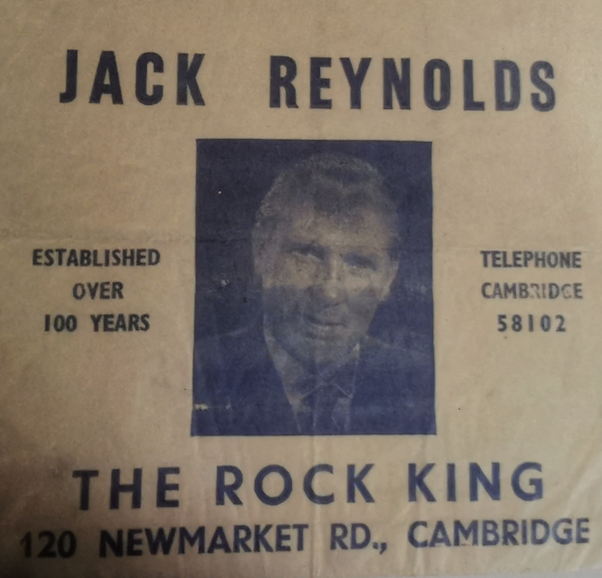 JACK REYNOLDS
ESTABLISHED
OVER
100 YEARS
TELEPHONE
CAMBRIDGE
58102
THE ROCK KING
120 NEWMARKET RD., CAMBRIDGE